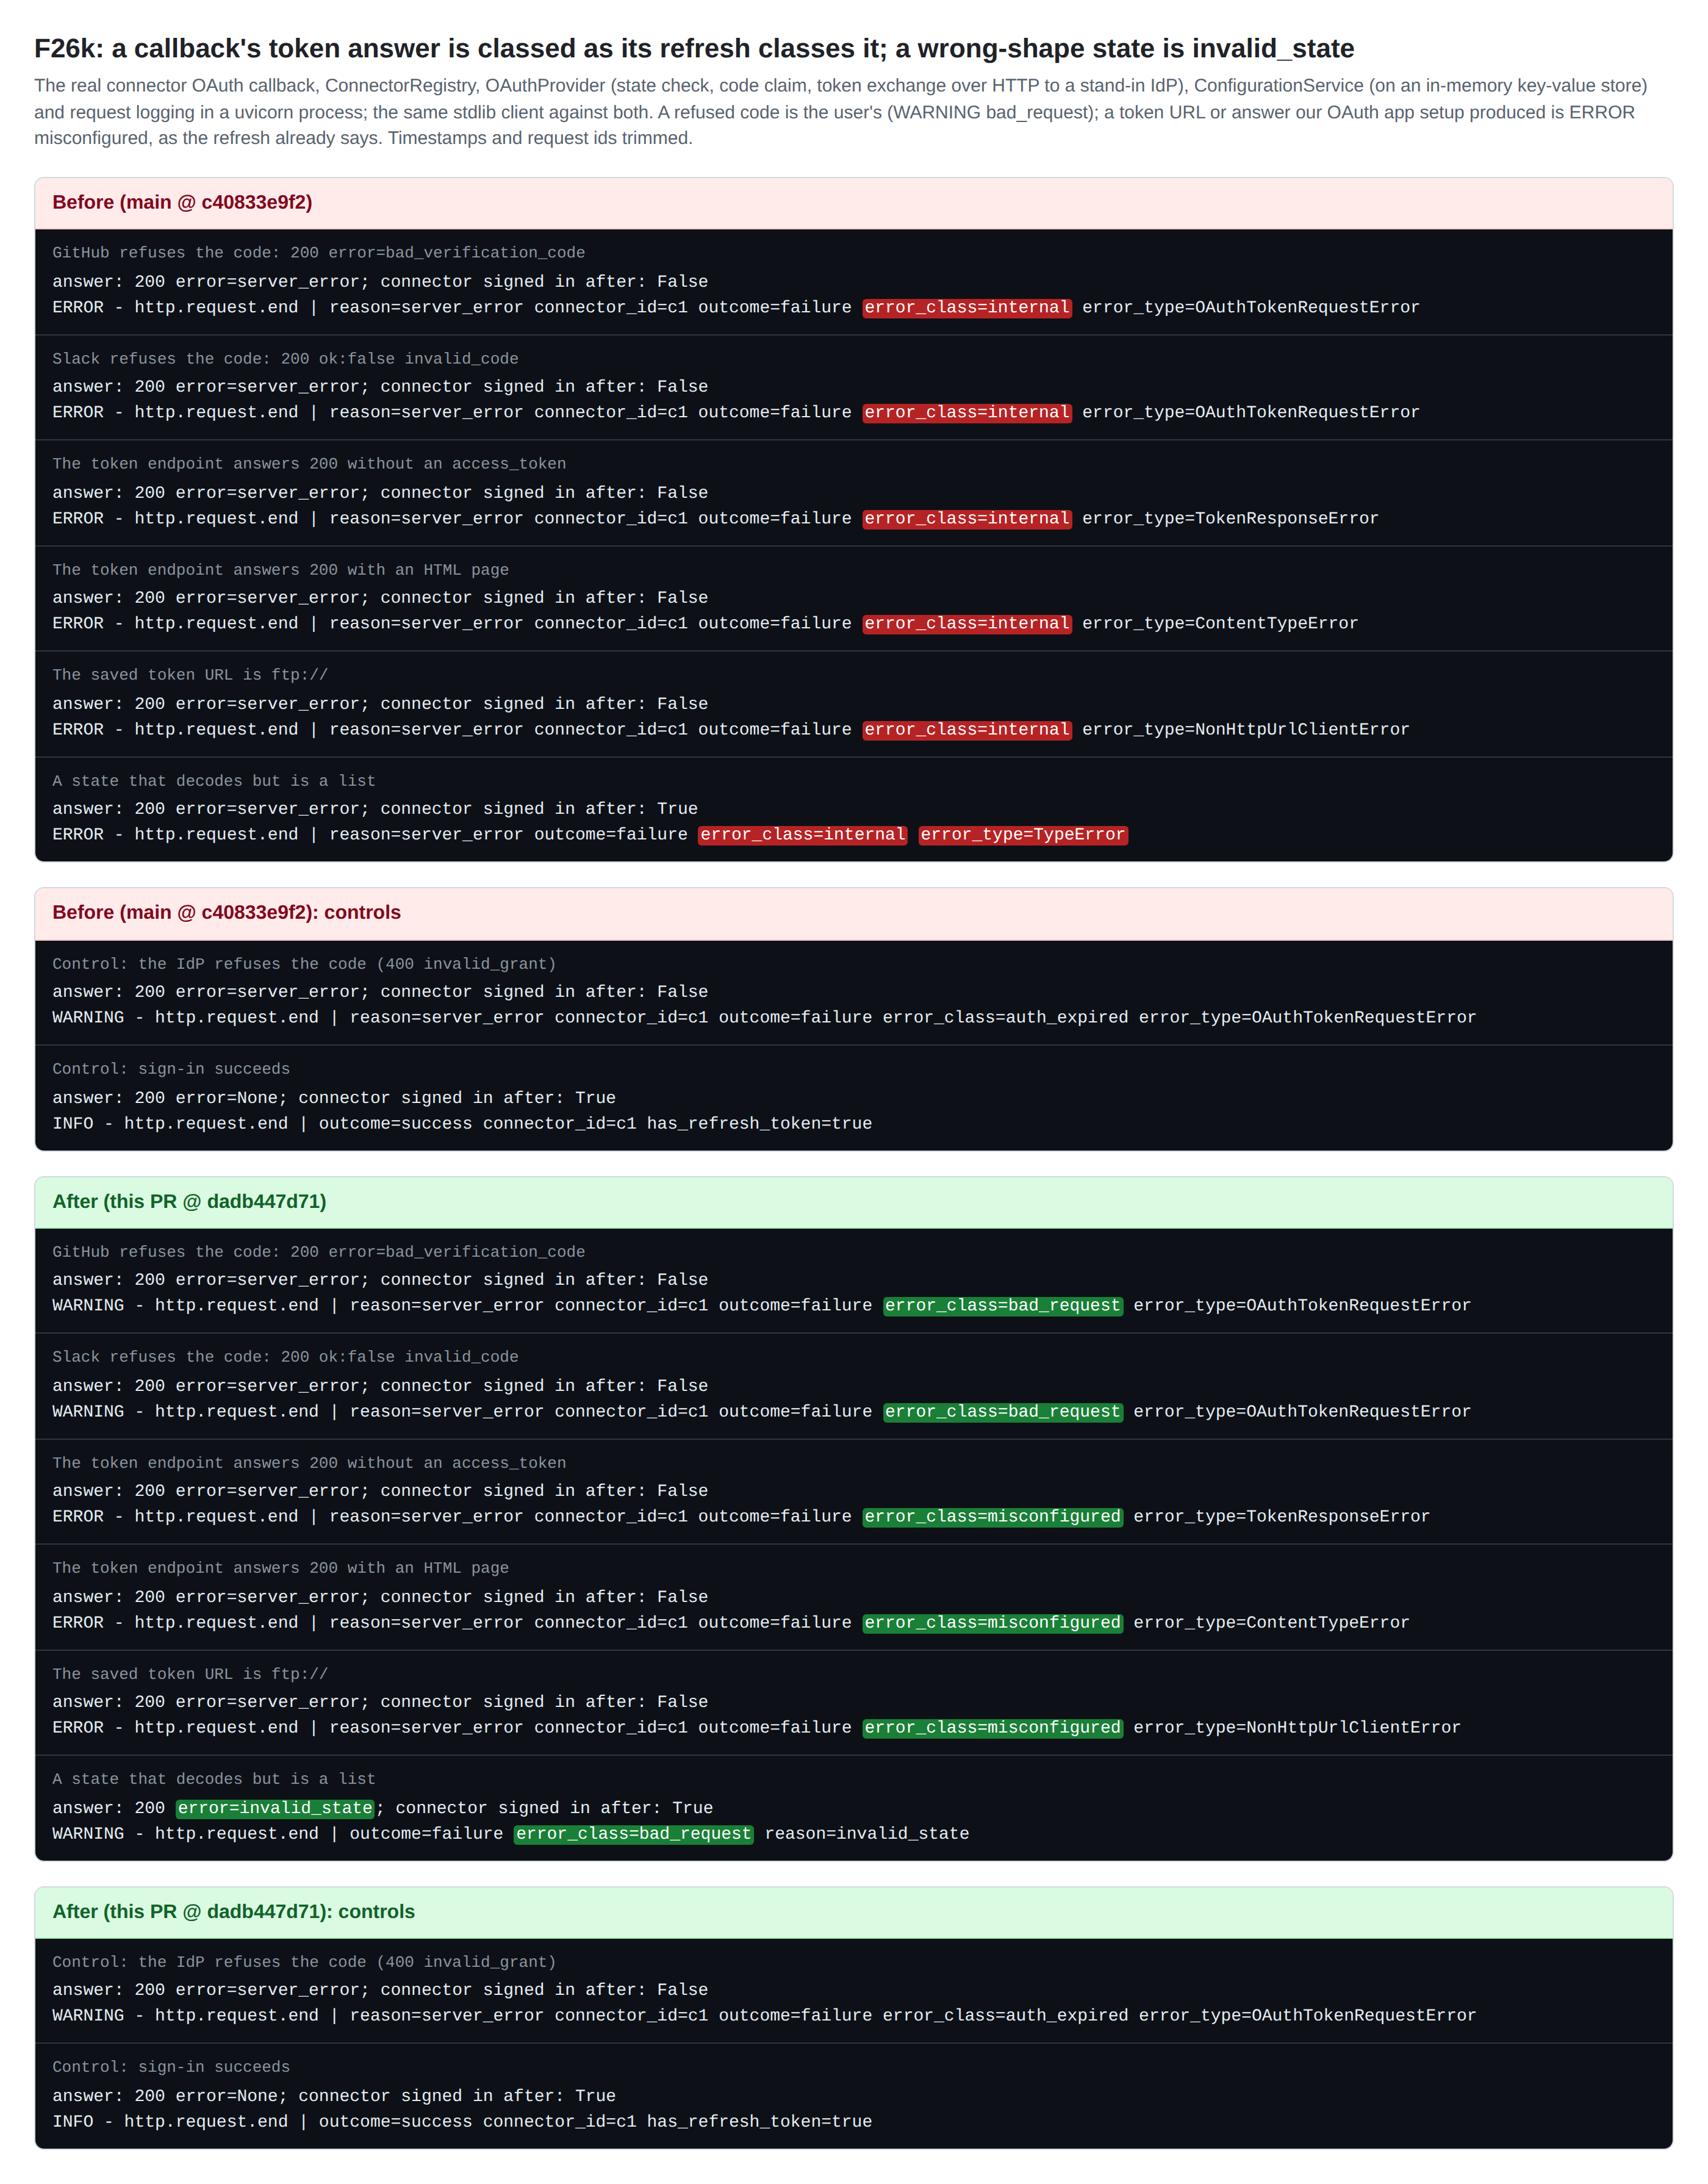 F26k: a callback's token answer is classed as its refresh classes it; a wrong-shape state is invalid_state
The real connector OAuth callback, ConnectorRegistry, OAuthProvider (state check, code claim, token exchange over HTTP to a stand-in IdP), ConfigurationService (on an in-memory key-value store)
and request logging in a uvicorn process; the same stdlib client against both. A refused code is the user's (WARNING bad_request); a token URL or answer our OAuth app setup produced is ERROR
misconfigured, as the refresh already says. Timestamps and request ids trimmed.
Before (main @ c40833e9f2)
GitHub refuses the code: 200 error=bad_verification_code
answer: 200 error=server_error; connector signed in after: False
ERROR - http.request.end | reason=server_error connector_id=c1 outcome=failure error_class=internal error_type=OAuthTokenRequestError
Slack refuses the code: 200 ok:false invalid_code
answer: 200 error=server_error; connector signed in after: False
ERROR - http.request.end | reason=server_error connector_id=c1 outcome=failure error_class=internal error_type=OAuthTokenRequestError
The token endpoint answers 200 without an access_token
answer: 200 error=server_error; connector signed in after: False
ERROR - http.request.end | reason=server_error connector_id=c1 outcome=failure error_class=internal error_type=TokenResponseError
The token endpoint answers 200 with an HTML page
answer: 200 error=server_error; connector signed in after: False
ERROR - http.request.end | reason=server_error connector_id=c1 outcome=failure error_class=internal error_type=ContentTypeError
The saved token URL is ftp://
answer: 200 error=server_error; connector signed in after: False
ERROR - http.request.end | reason=server_error connector_id=c1 outcome=failure error_class=internal error_type=NonHttpUrlClientError
A state that decodes but is a list
answer: 200 error=server_error; connector signed in after: True
ERROR - http.request.end | reason=server_error outcome=failure error_class=internal error_type=TypeError
Before (main @ c40833e9f2): controls
Control: the IdP refuses the code (400 invalid_grant)
answer: 200 error=server_error; connector signed in after: False
WARNING - http.request.end | reason=server_error connector_id=c1 outcome=failure error_class=auth_expired error_type=OAuthTokenRequestError
Control: sign-in succeeds
answer: 200 error=None; connector signed in after: True
INFO - http.request.end | outcome=success connector_id=c1 has_refresh_token=true
After (this PR @ dadb447d71)
GitHub refuses the code: 200 error=bad_verification_code
answer: 200 error=server_error; connector signed in after: False
WARNING - http.request.end | reason=server_error connector_id=c1 outcome=failure error_class=bad_request error_type=OAuthTokenRequestError
Slack refuses the code: 200 ok:false invalid_code
answer: 200 error=server_error; connector signed in after: False
WARNING - http.request.end | reason=server_error connector_id=c1 outcome=failure error_class=bad_request error_type=OAuthTokenRequestError
The token endpoint answers 200 without an access_token
answer: 200 error=server_error; connector signed in after: False
ERROR - http.request.end | reason=server_error connector_id=c1 outcome=failure error_class=misconfigured error_type=TokenResponseError
The token endpoint answers 200 with an HTML page
answer: 200 error=server_error; connector signed in after: False
ERROR - http.request.end | reason=server_error connector_id=c1 outcome=failure error_class=misconfigured error_type=ContentTypeError
The saved token URL is ftp://
answer: 200 error=server_error; connector signed in after: False
ERROR - http.request.end | reason=server_error connector_id=c1 outcome=failure error_class=misconfigured error_type=NonHttpUrlClientError
A state that decodes but is a list
answer: 200 error=invalid_state; connector signed in after: True
WARNING - http.request.end | outcome=failure error_class=bad_request reason=invalid_state
After (this PR @ dadb447d71): controls
Control: the IdP refuses the code (400 invalid_grant)
answer: 200 error=server_error; connector signed in after: False
WARNING - http.request.end | reason=server_error connector_id=c1 outcome=failure error_class=auth_expired error_type=OAuthTokenRequestError
Control: sign-in succeeds
answer: 200 error=None; connector signed in after: True
INFO - http.request.end | outcome=success connector_id=c1 has_refresh_token=true